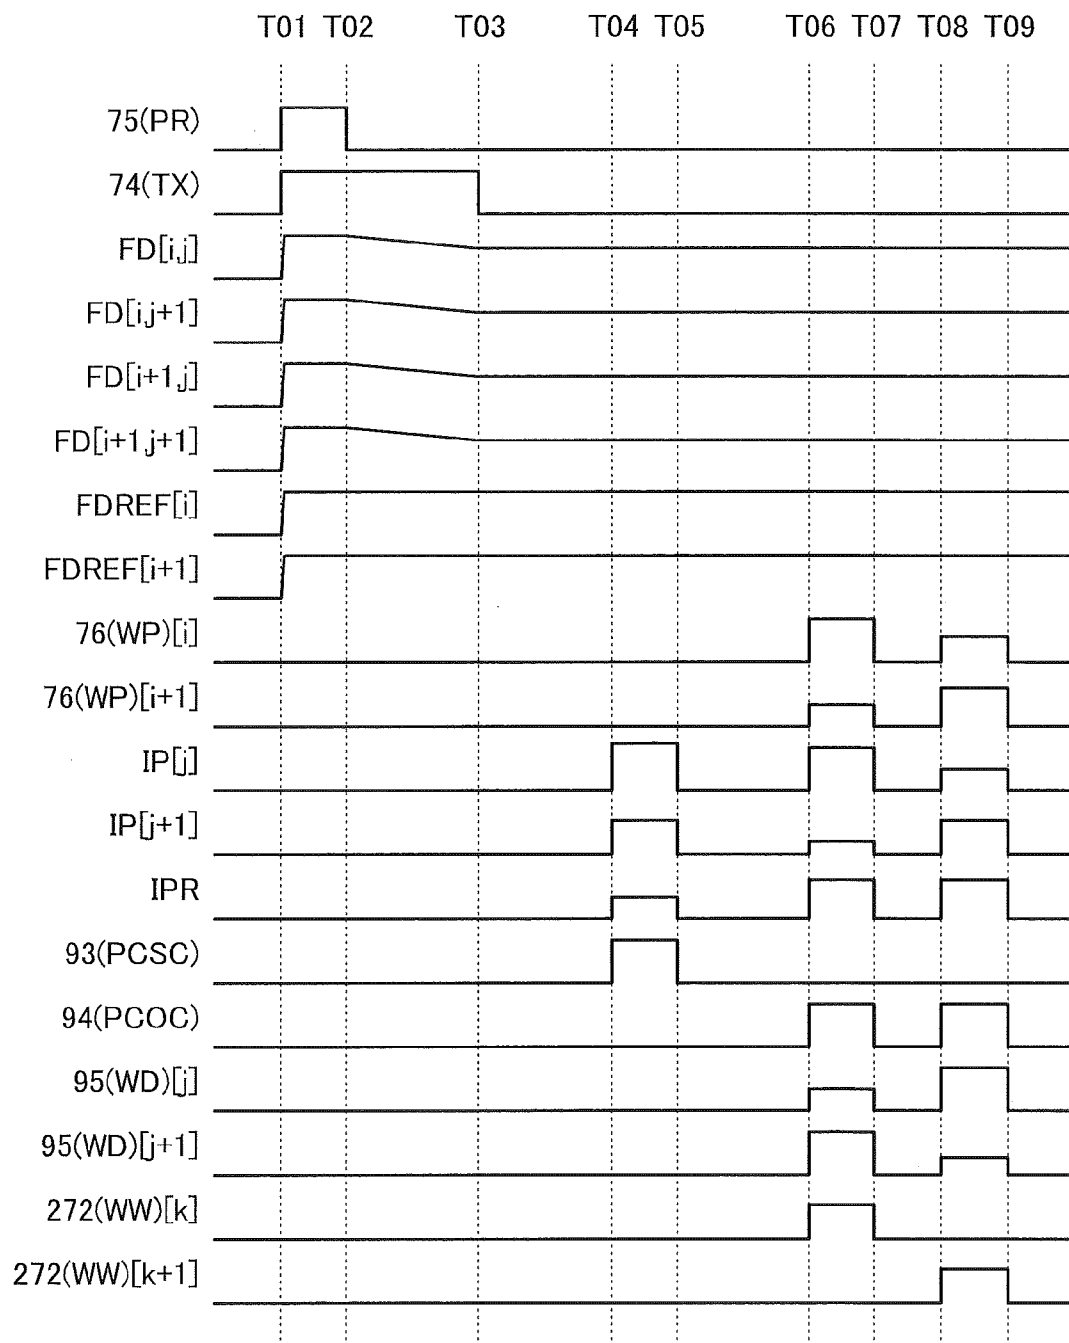 T01 T02 T03 T04 T05 T06 T07 T08 T09
75(PR)
74(TX)
FD[i,j]
FD[i,j+1]
FD[i+1,j]
FD[i+1,j+1]
FDREF[i]
FDREF[i+1]
76(WP)[i]
76(WP)[i+1]
IP[j]
IP[j+1]
IPR
93(PCSC)
94(PCOC)
95(WD)[j]
95(WD)[j+1]
272(WW)[k]
272(WW)[k+1]